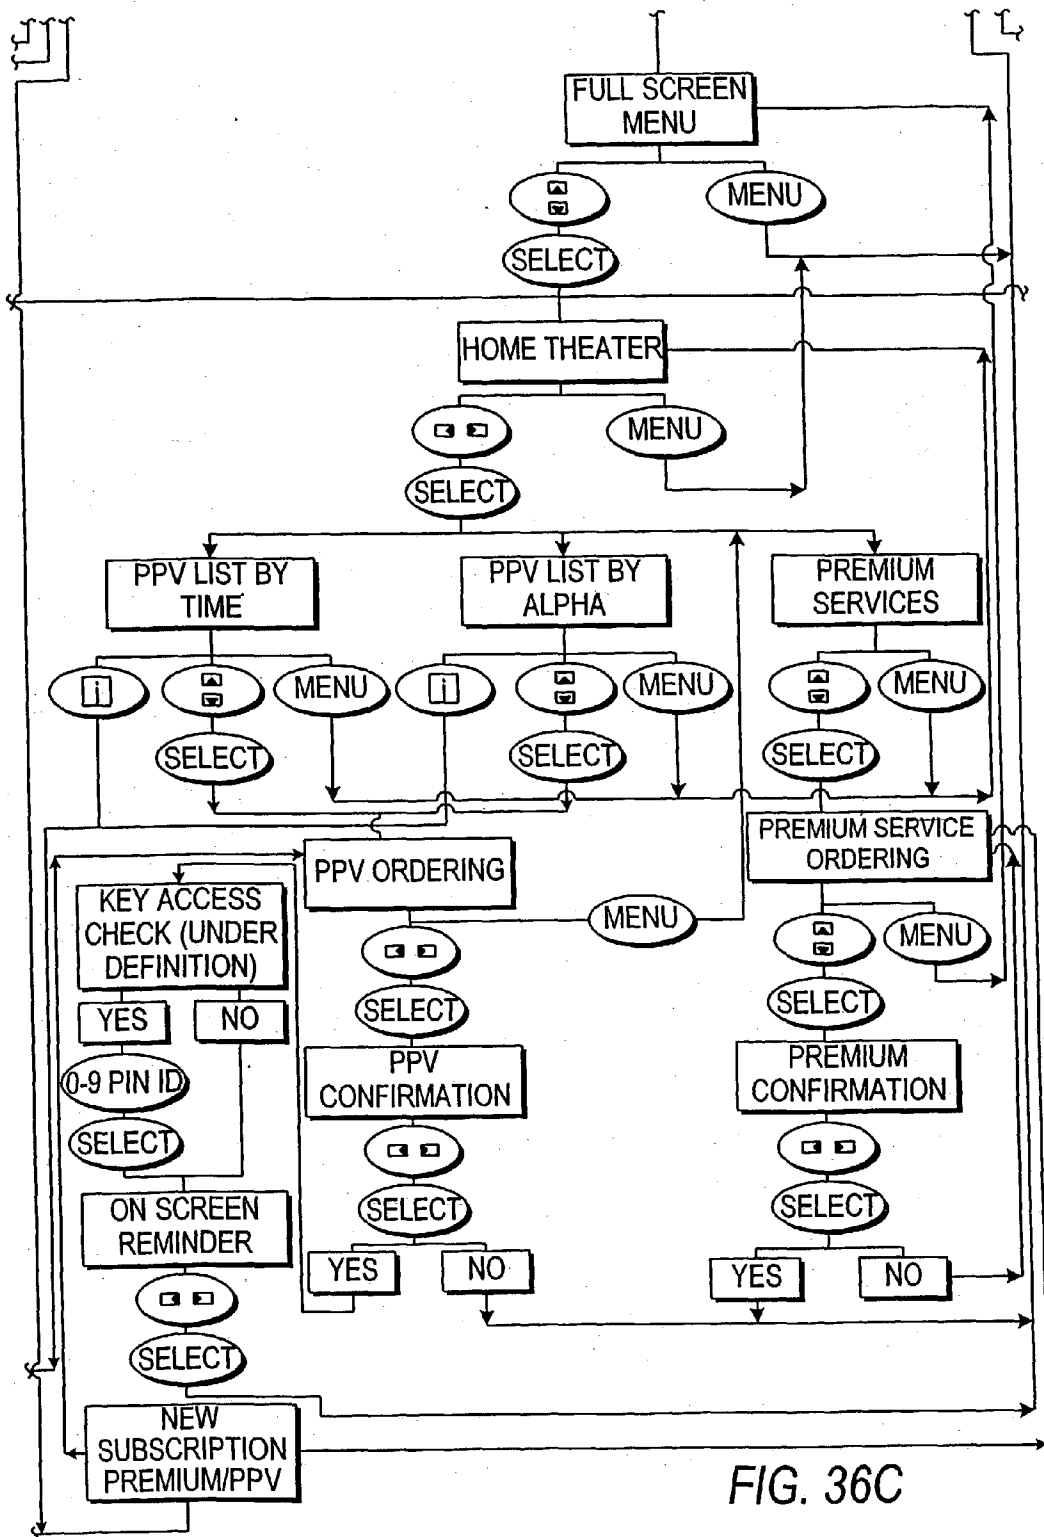 FULL SCREEN
MENU
MENU
SELECT
HOME THEATER
MENU
SELECT
PPV LIST BY
TIME
PPV LIST BY
ALPHA
PREMIUM
SERVICES
i
MENU
i
MENU
MENU
SELECT
SELECT
SELECT
PPV ORDERING
PREMIUM SERVICE
ORDERING
KEY ACCESS
CHECK (UNDER
DEFINITION)
MENU
MENU
YES
NO
SELECT
SELECT
0-9 PIN ID
PPV
CONFIRMATION
PREMIUM
CONFIRMATION
SELECT
ON SCREEN
REMINDER
SELECT
SELECT
YES
NO
YES
NO
SELECT
NEW
SUBSCRIPTION
PREMIUM/PPV
FIG. 36C